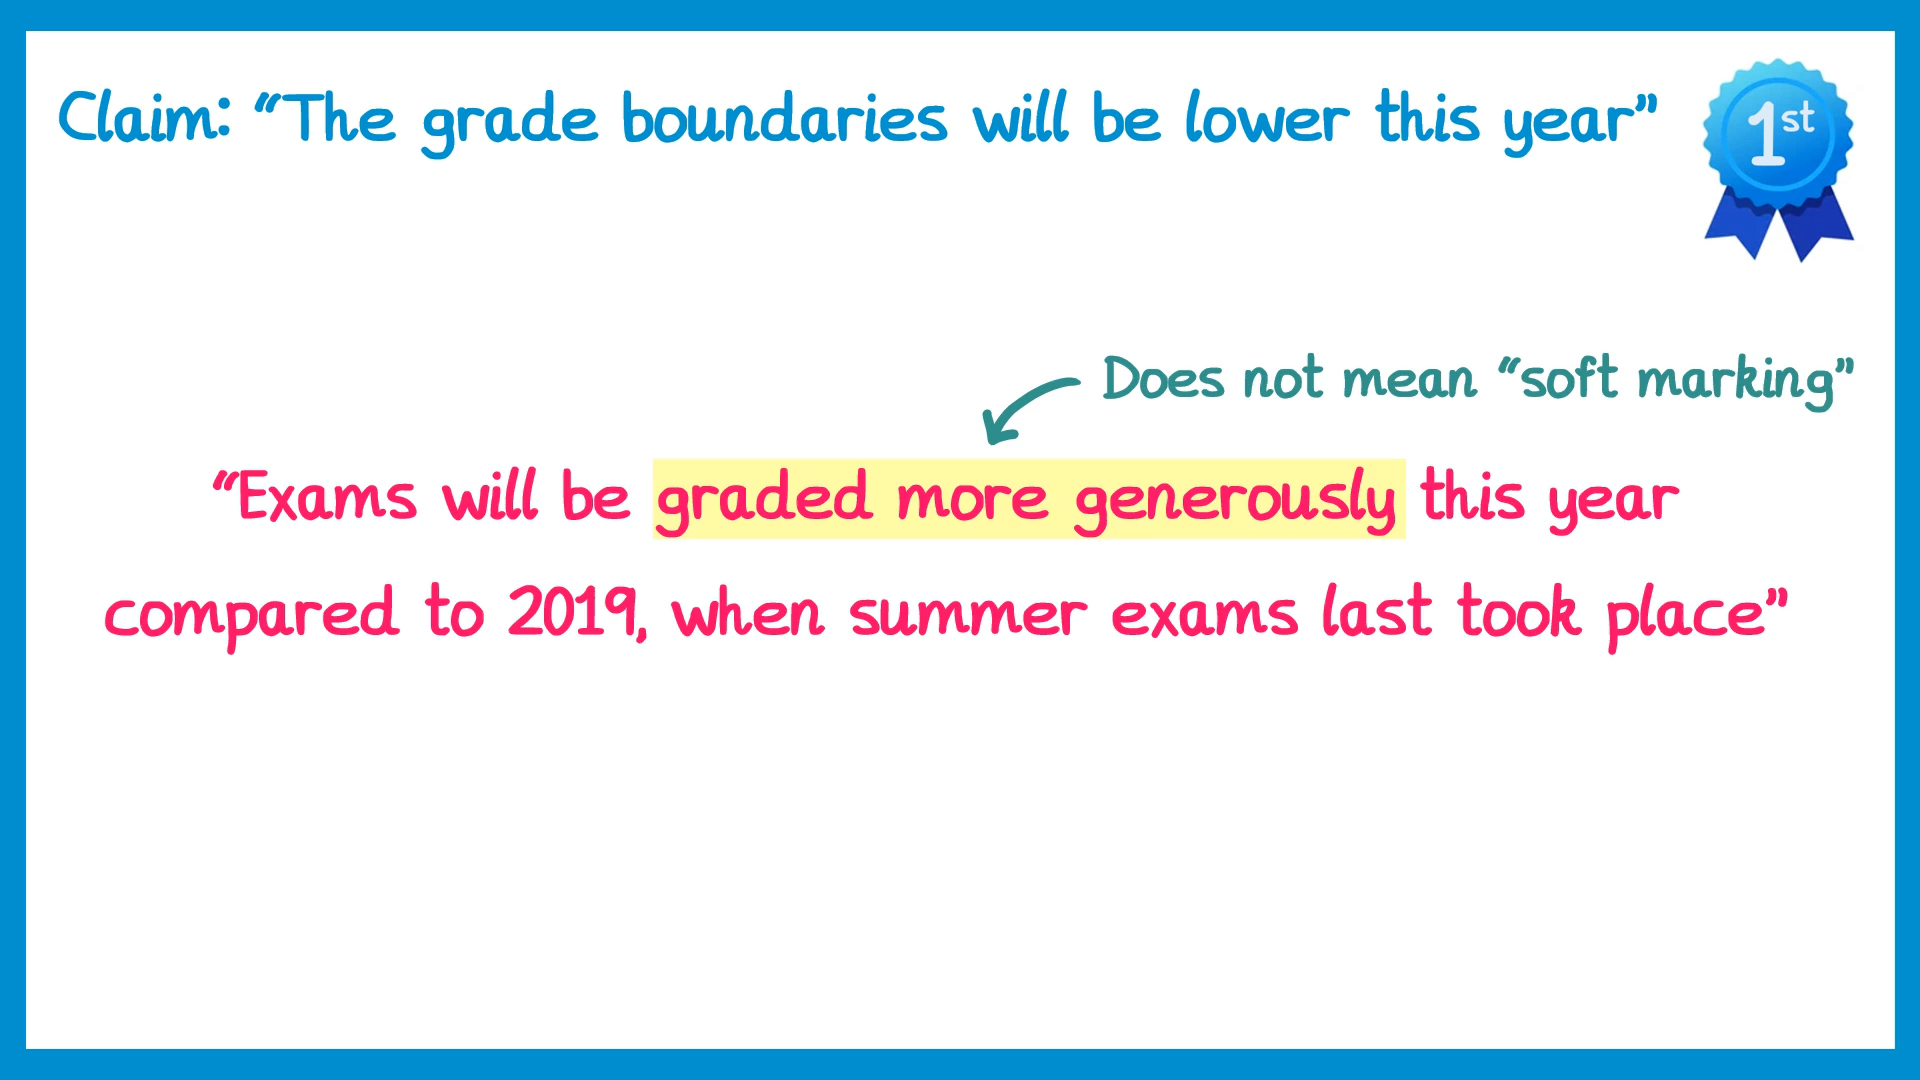 Claim: “The grade boundaries will be lower this year”
1st
Does not mean “soft marking”
“Exams will be graded more generously this year
compared to 2019, when summer exams last took place”